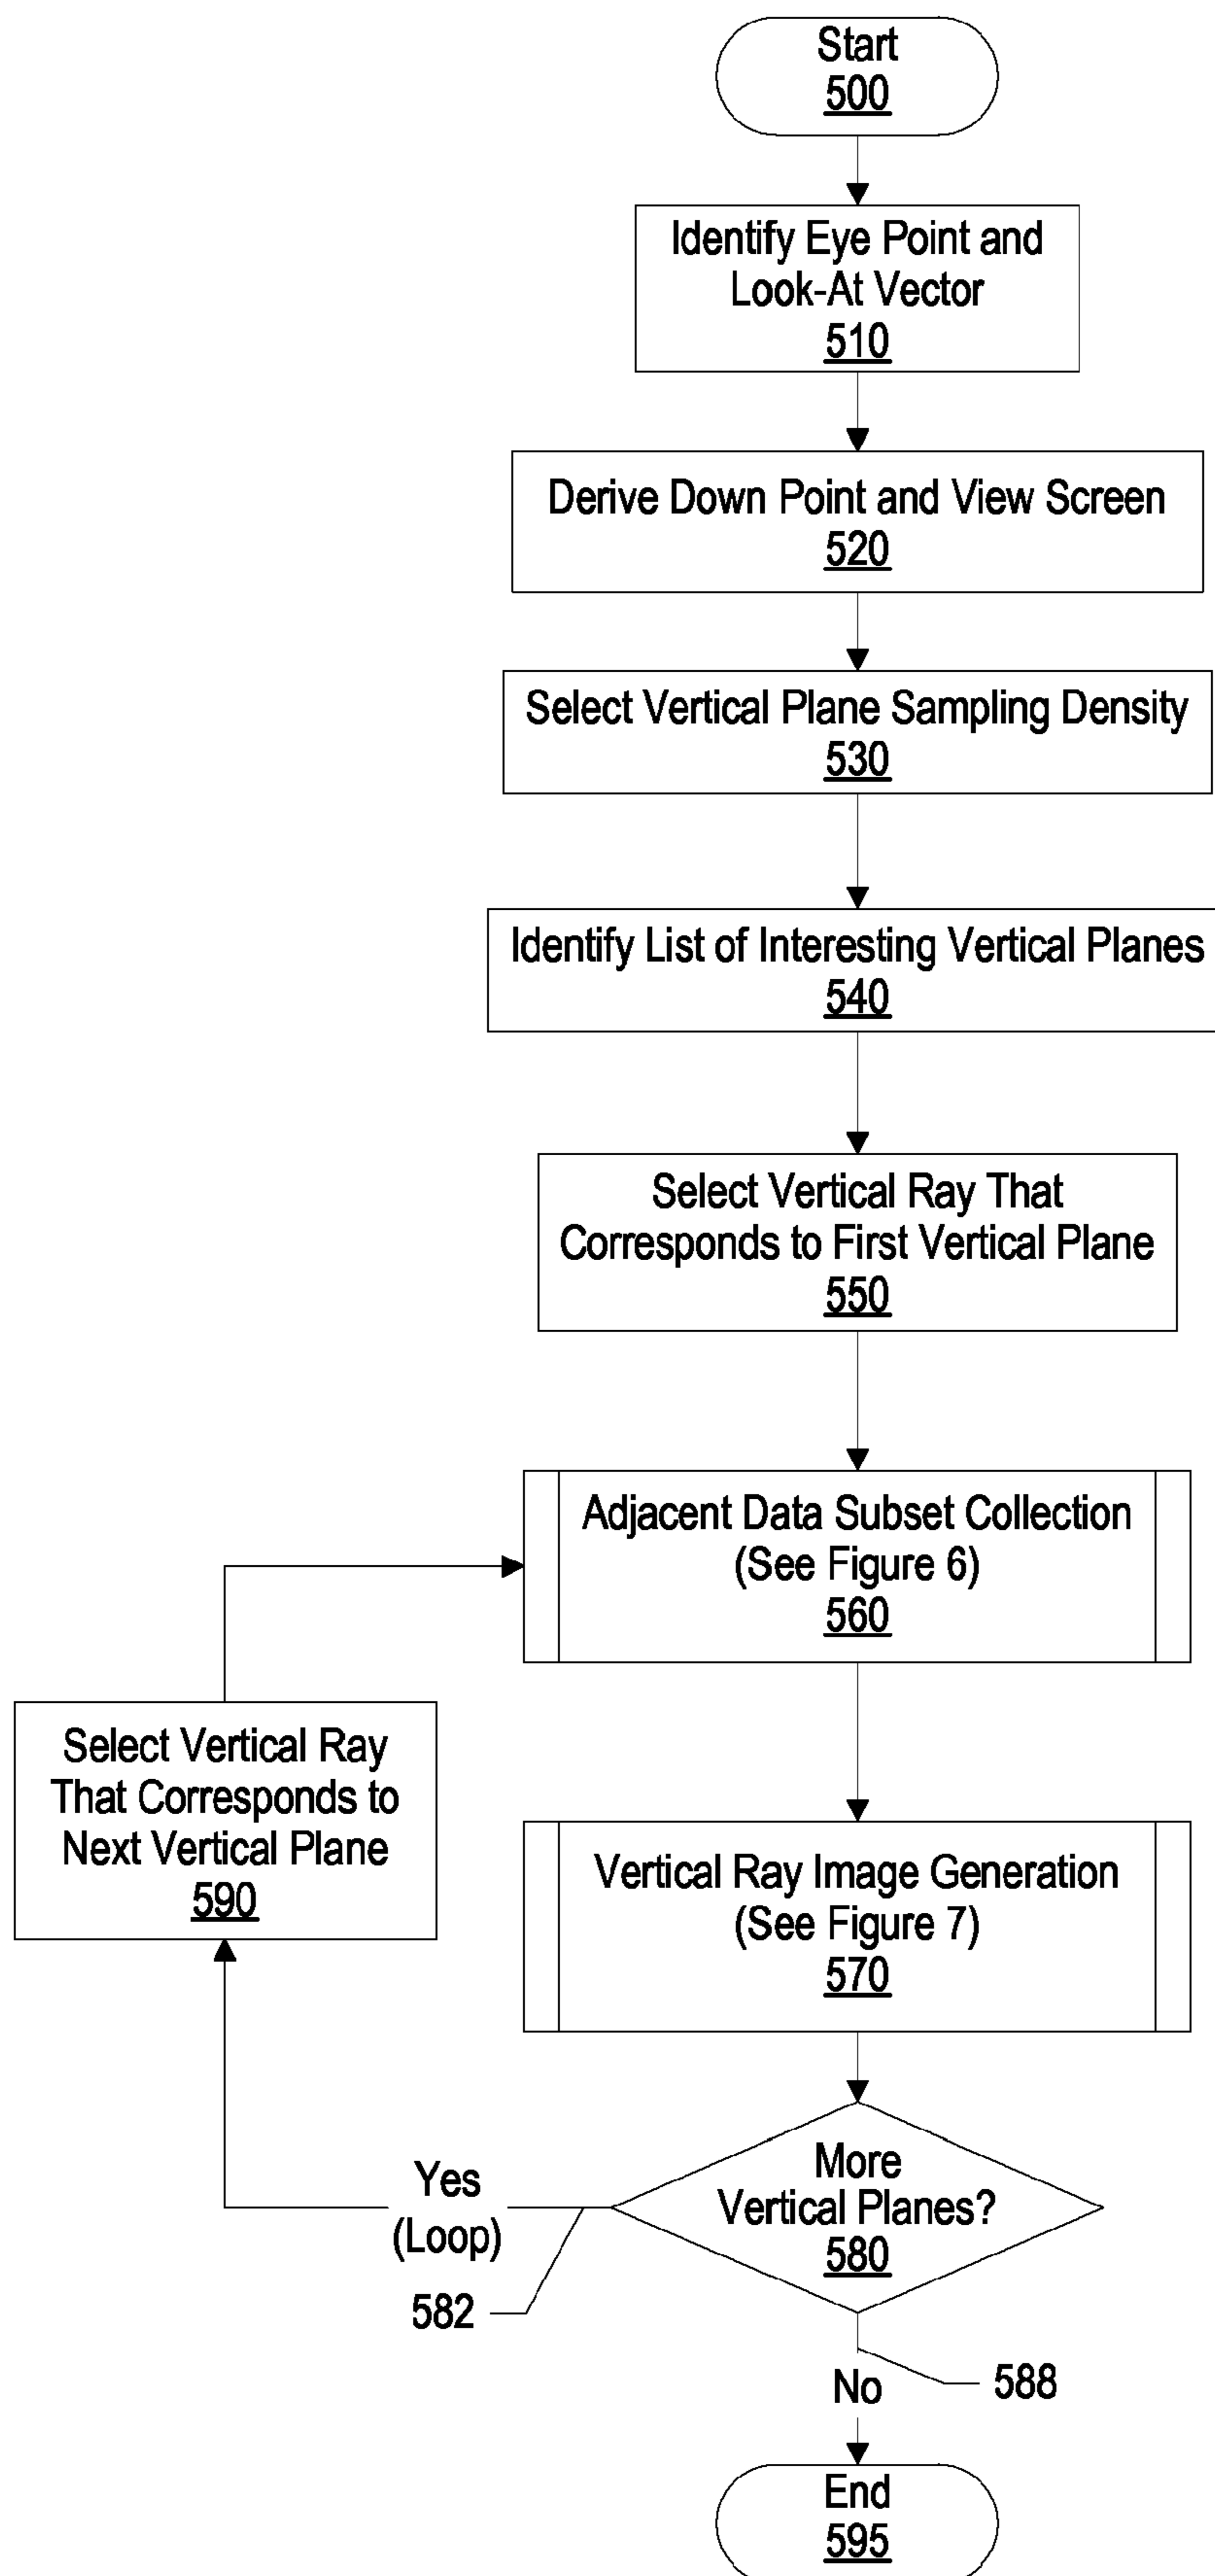 Start
500
Identify Eye Point and
Look-At Vector
510
Derive Down Point and View Screen
520
Select Vertical Plane Sampling Density
530
Identify List of Interesting Vertical Planes
540
Select Vertical Ray That
Corresponds to First Vertical Plane
550
Adjacent Data Subset Collection
(See Figure 6)
560
Select Vertical Ray
That Corresponds to
Next Vertical Plane
590
Vertical Ray Image Generation
(See Figure 7)
570
More
Vertical Planes?
580
Yes
(Loop)
582
588
No
End
595